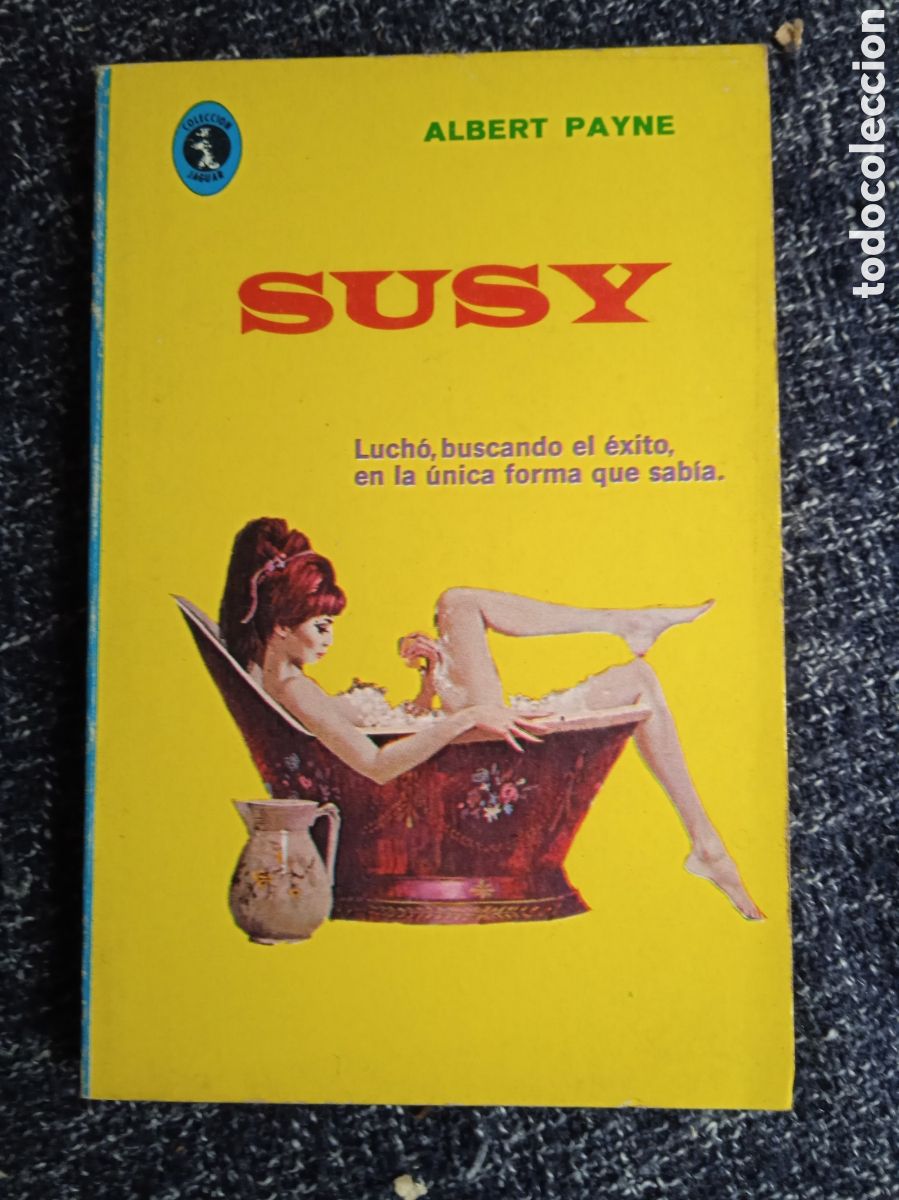 COLECCION
JAGUAR
ALBERT PAYNE
SUSY
Luchó, buscando el éxito,
en la única forma que sabía.
todocoleccion